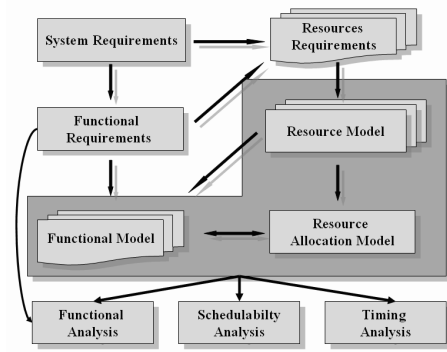 System Requirements
Resources
Requirements
Functional
Requirements
Resource Model
Functional Model
Resource
Allocation Model
Functional
Analysis
Schedulabilty
Analysis
Timing
Analysis